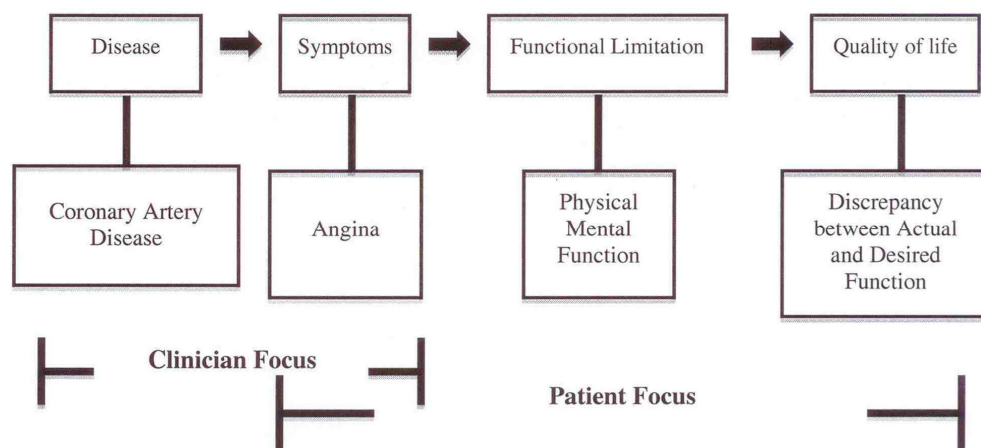 Disease
Symptoms
Functional Limitation
Quality of life
Coronary Artery
Disease
Angina
Physical
Mental
Function
Discrepancy
between Actual
and Desired
Function
Clinician Focus
Patient Focus